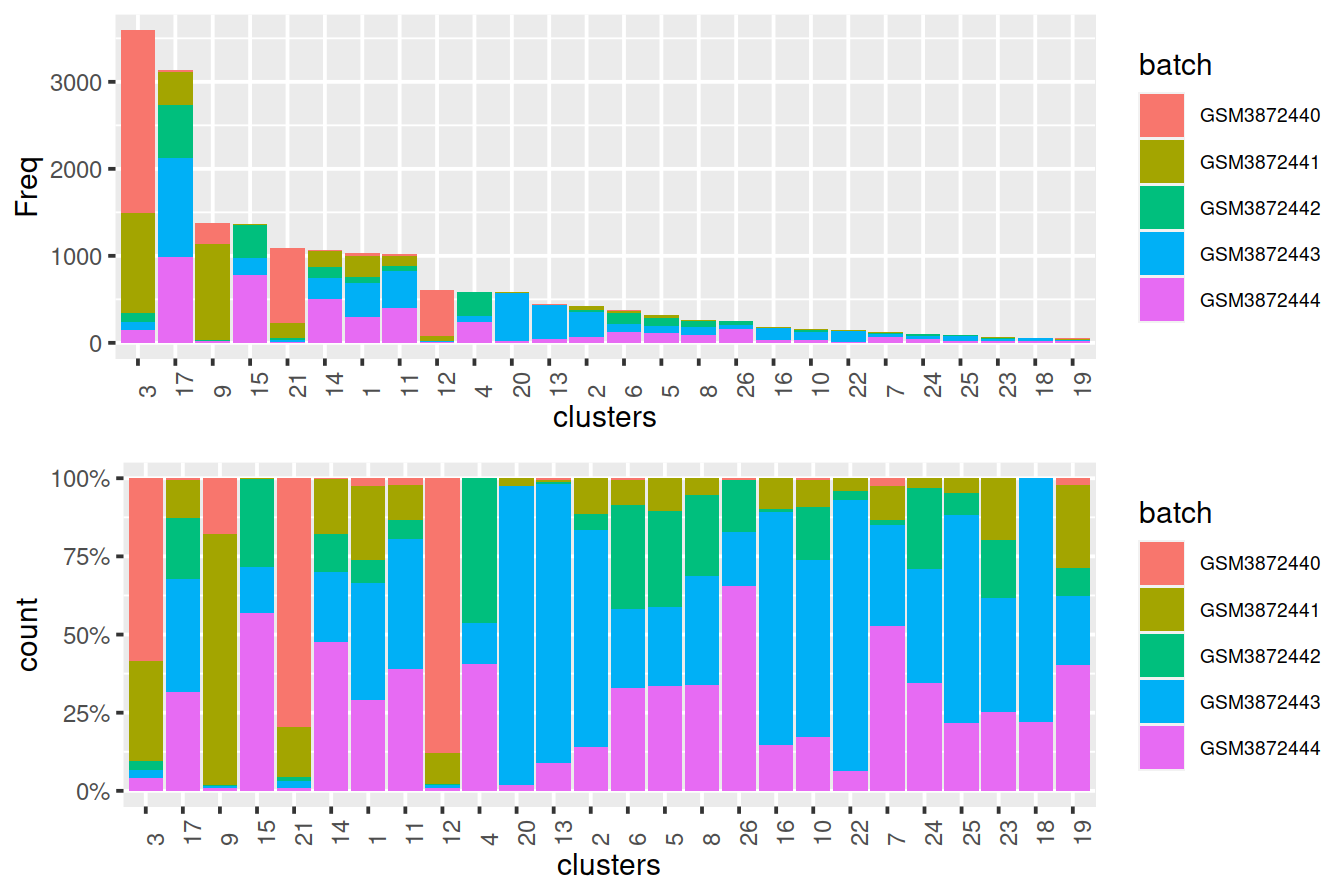 batch
GSM3872440
GSM3872441
GSM3872442
GSM3872443
GSM3872444
Freq
3000
2000
1000
0
3 17 9 15 21 14 1 11 12 4 20 13 2 6 5 8 26 16 10 22 7 24 25 23 18 19
clusters
batch
GSM3872440
GSM3872441
GSM3872442
GSM3872443
GSM3872444
count
100%
75%
50%
25%
0%
3 17 9 15 21 14 1 11 12 4 20 13 2 6 5 8 26 16 10 22 7 24 25 23 18 19
clusters